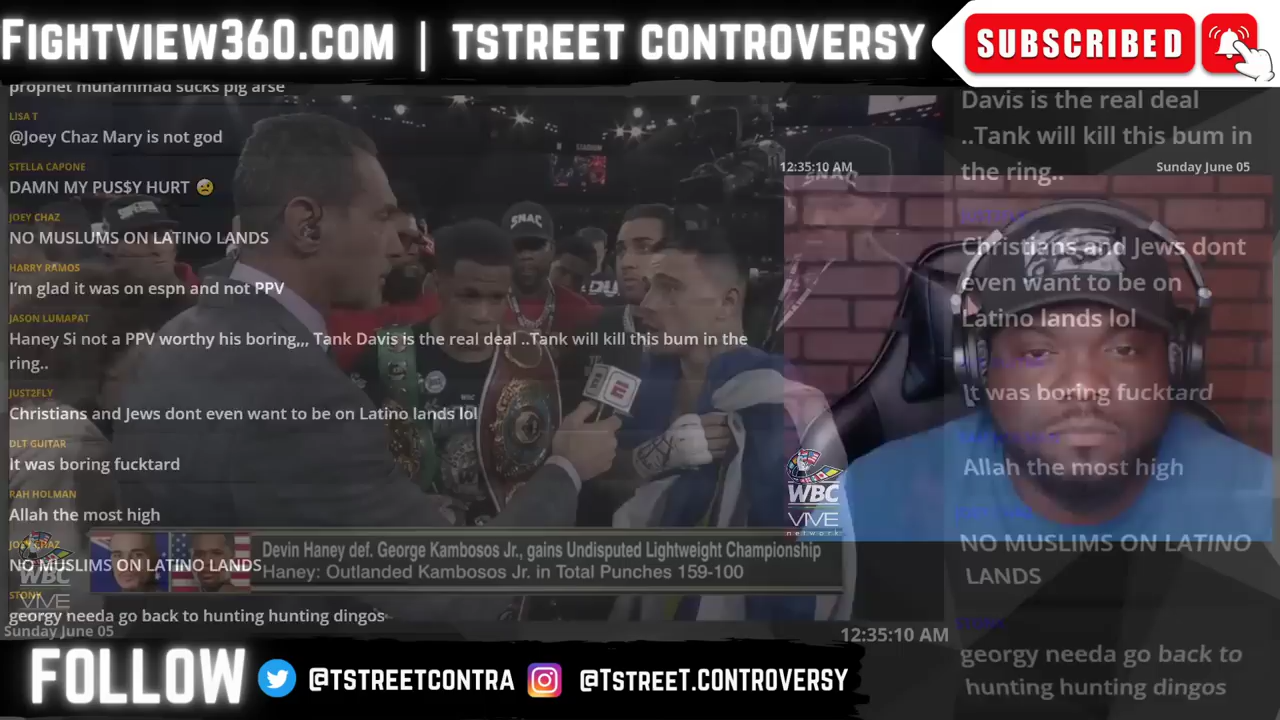 FIGHTVIEW360.COM | TSTREET CONTROVERSY
SUBSCRIBED
prophet muhammad sucks pig arse
LISA T
@Joey Chaz Mary is not god
STELLA CAPONE
DAMN MY PUS$Y HURT 😥
JOEY CHAZ
NO MUSLUMS ON LATINO LANDS
HARRY RAMOS
I'm glad it was on espn and not PPV
JASON LUMAPAT
Haney Si not a PPV worthy his boring,,, Tank Davis is the real deal ..Tank will kill this bum in the
ring..
JUST2FLY
Christians and Jews dont even want to be on Latino lands lol
DLT GUITAR
It was boring fucktard
RAH HOLMAN
Allah the most high
JOEY CHAZ
NO MUSLIMS ON LATINO LANDS
STONK
georgy needa go back to hunting hunting dingos
Sunday June 05
SNAC
WBC
VIVE
Devin Haney def. George Kambosos Jr., gains Undisputed Lightweight Championship
Haney: Outlanded Kambosos Jr. in Total Punches 159-100
12:35:10 AM
Sunday June 05
WBC
VIVE
network
12:35:10 AM
Davis is the real deal
..Tank will kill this bum in
the ring..
Christians and Jews dont
even want to be on
Latino lands lol
It was boring fucktard
Allah the most high
NO MUSLIMS ON LATINO
LANDS
georgy needa go back to
hunting hunting dingos
FOLLOW @TSTREETCONTRA @TSTREET.CONTROVERSY